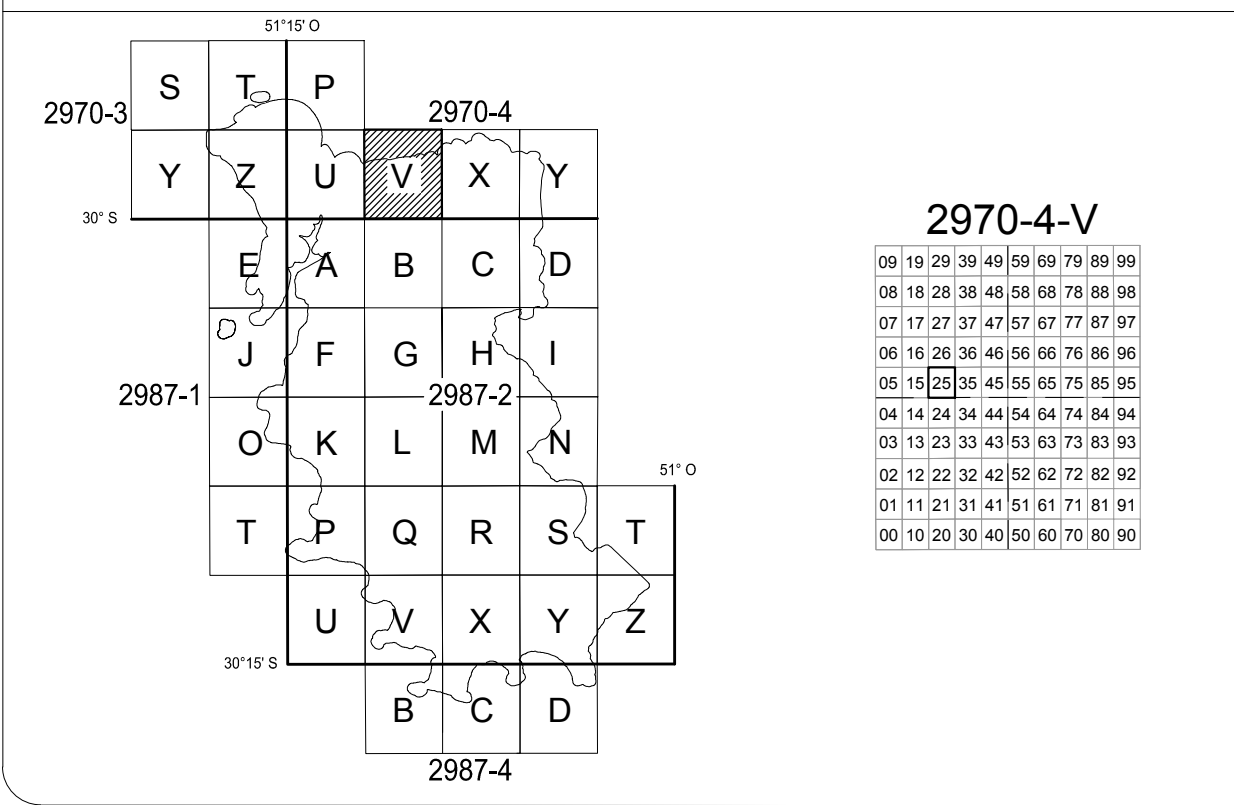 51°15' O
S T P
2970-3 2970-4
Y Z U V X Y
30° S
E A B C D
J F G H I
2987-1 2987-2
O K L M N
51° O
T P Q R S T
U V X Y Z
30°15' S
B C D
2987-4
2970-4-V
09 19 29 39 49 59 69 79 89 99
08 18 28 38 48 58 68 78 88 98
07 17 27 37 47 57 67 77 87 97
06 16 26 36 46 56 66 76 86 96
05 15 25 35 45 55 65 75 85 95
04 14 24 34 44 54 64 74 84 94
03 13 23 33 43 53 63 73 83 93
02 12 22 32 42 52 62 72 82 92
01 11 21 31 41 51 61 71 81 91
00 10 20 30 40 50 60 70 80 90